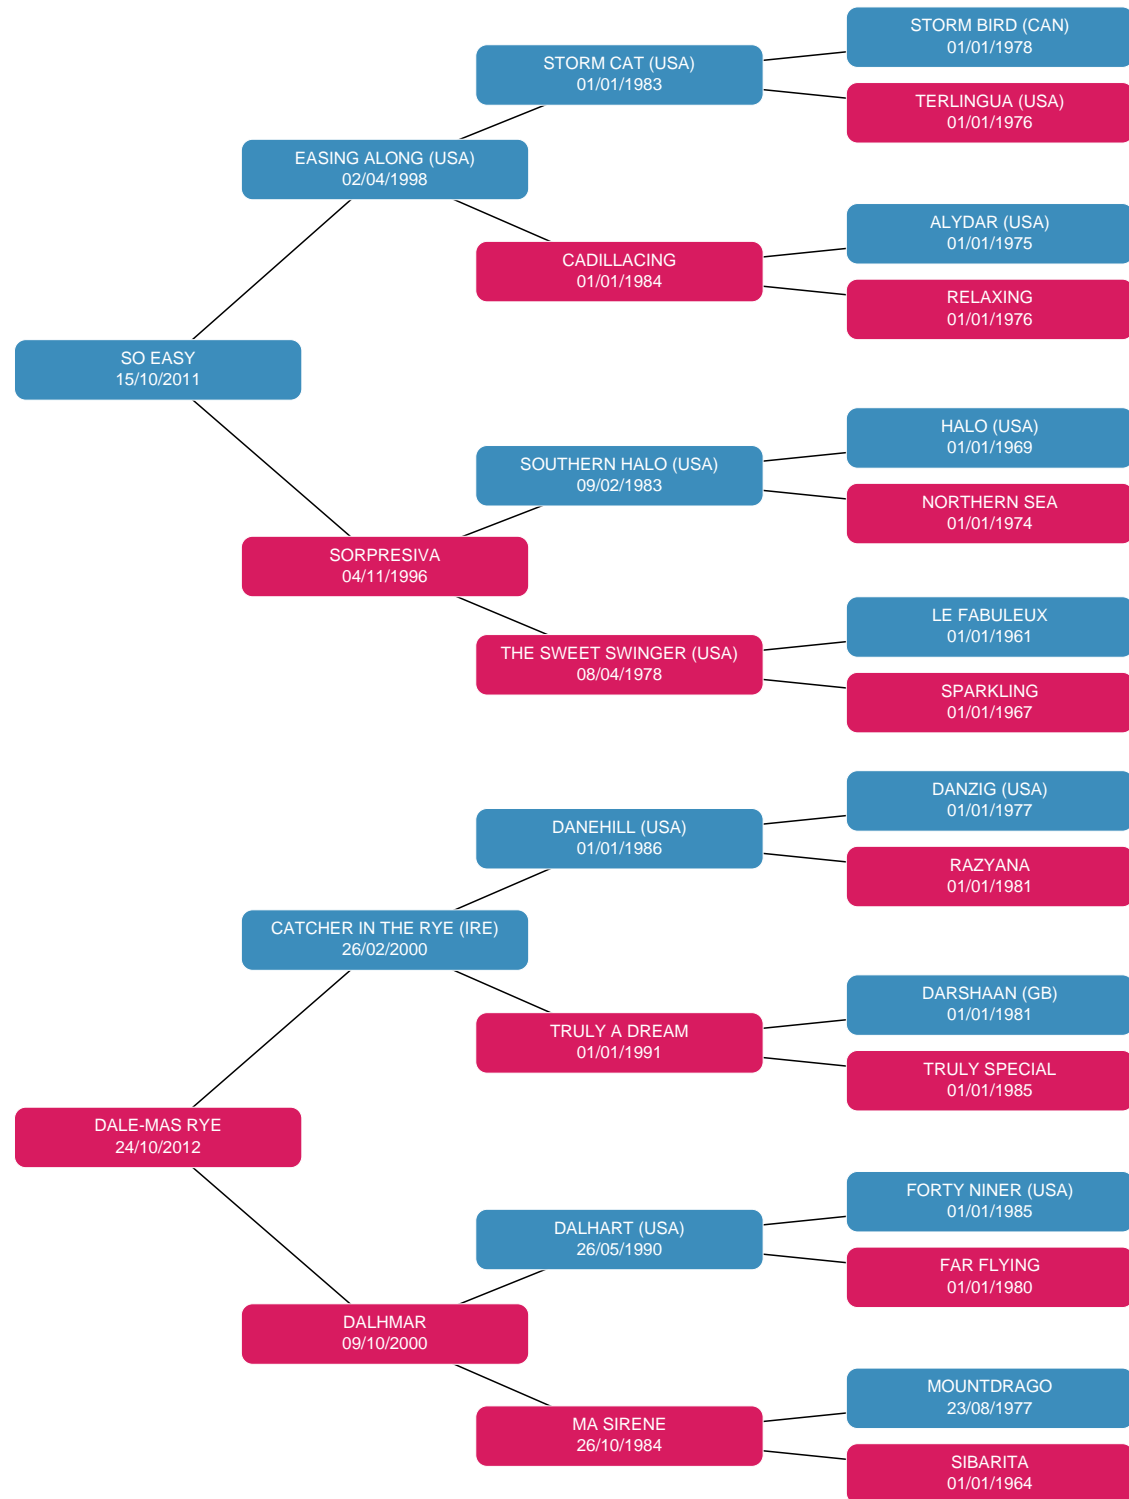 STORM BIRD (CAN)
01/01/1978
STORM CAT (USA)
01/01/1983
TERLINGUA (USA)
01/01/1976
EASING ALONG (USA)
02/04/1998
ALYDAR (USA)
01/01/1975
CADILLACING
01/01/1984
RELAXING
01/01/1976
SO EASY
15/10/2011
HALO (USA)
01/01/1969
SOUTHERN HALO (USA)
09/02/1983
NORTHERN SEA
01/01/1974
SORPRESIVA
04/11/1996
LE FABULEUX
01/01/1961
THE SWEET SWINGER (USA)
08/04/1978
SPARKLING
01/01/1967
DANZIG (USA)
01/01/1977
DANEHILL (USA)
01/01/1986
RAZYANA
01/01/1981
CATCHER IN THE RYE (IRE)
26/02/2000
DARSHAAN (GB)
01/01/1981
TRULY A DREAM
01/01/1991
TRULY SPECIAL
01/01/1985
DALE-MAS RYE
24/10/2012
FORTY NINER (USA)
01/01/1985
DALHART (USA)
26/05/1990
FAR FLYING
01/01/1980
DALHMAR
09/10/2000
MOUNTDRAGO
23/08/1977
MA SIRENE
26/10/1984
SIBARITA
01/01/1964